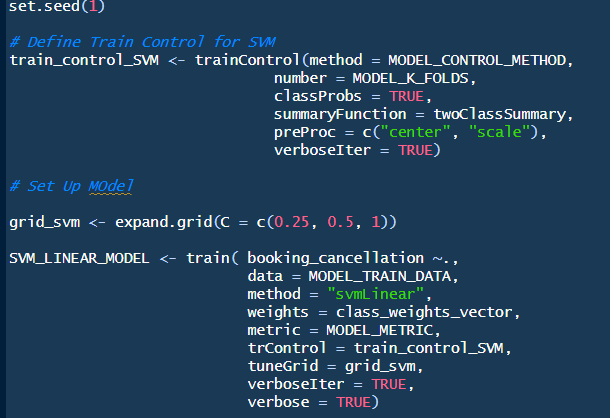 set.seed(1)
# Define Train Control for SVM
train_control_SVM <- trainControl(method = MODEL_CONTROL_METHOD,
number = MODEL_K_FOLDS,
classProbs = TRUE,
summaryFunction = twoClassSummary,
preProc = c("center", "scale"),
verboseIter = TRUE)
# Set Up MOdel
grid_svm <- expand.grid(C = c(0.25, 0.5, 1))
SVM_LINEAR_MODEL <- train( booking_cancellation ~.,
data = MODEL_TRAIN_DATA,
method = "svmLinear",
weights = class_weights_vector,
metric = MODEL_METRIC,
trControl = train_control_SVM,
tuneGrid = grid_svm,
verboseIter = TRUE,
verbose = TRUE)